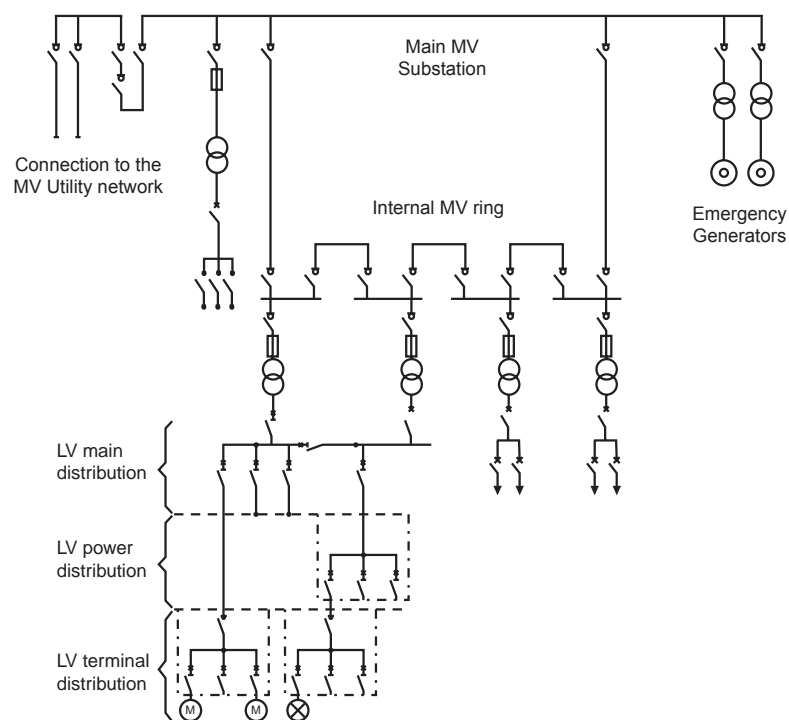 Main MV
Substation
Connection to the
MV Utility network
Internal MV ring
Emergency
Generators
LV main
distribution
LV power
distribution
LV terminal
distribution
M
M